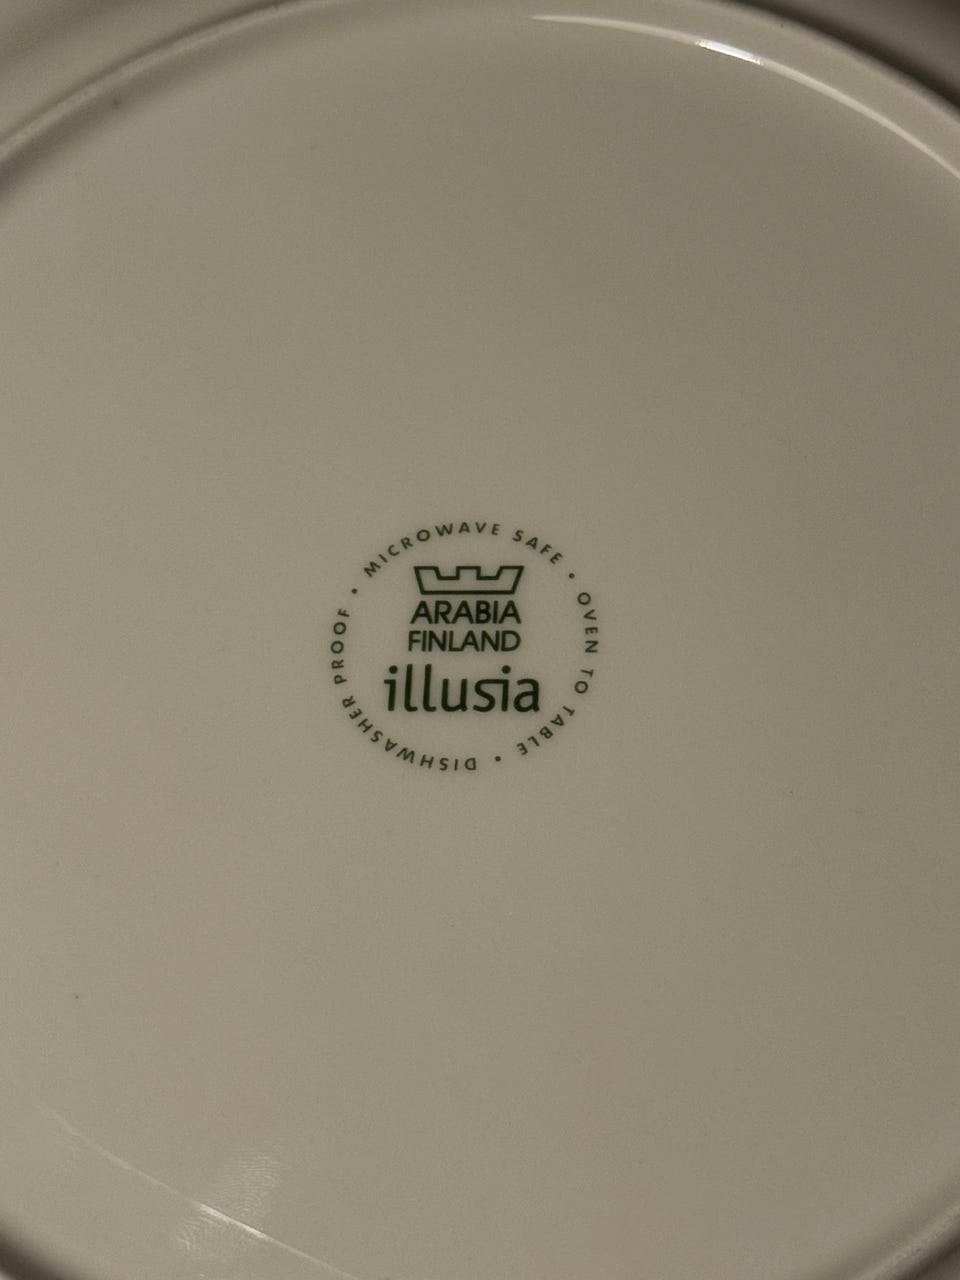 MICROWAVE SAFE • OVEN TO TABLE • DISHWASHER PROOF •
ARABIA
FINLAND
illusia